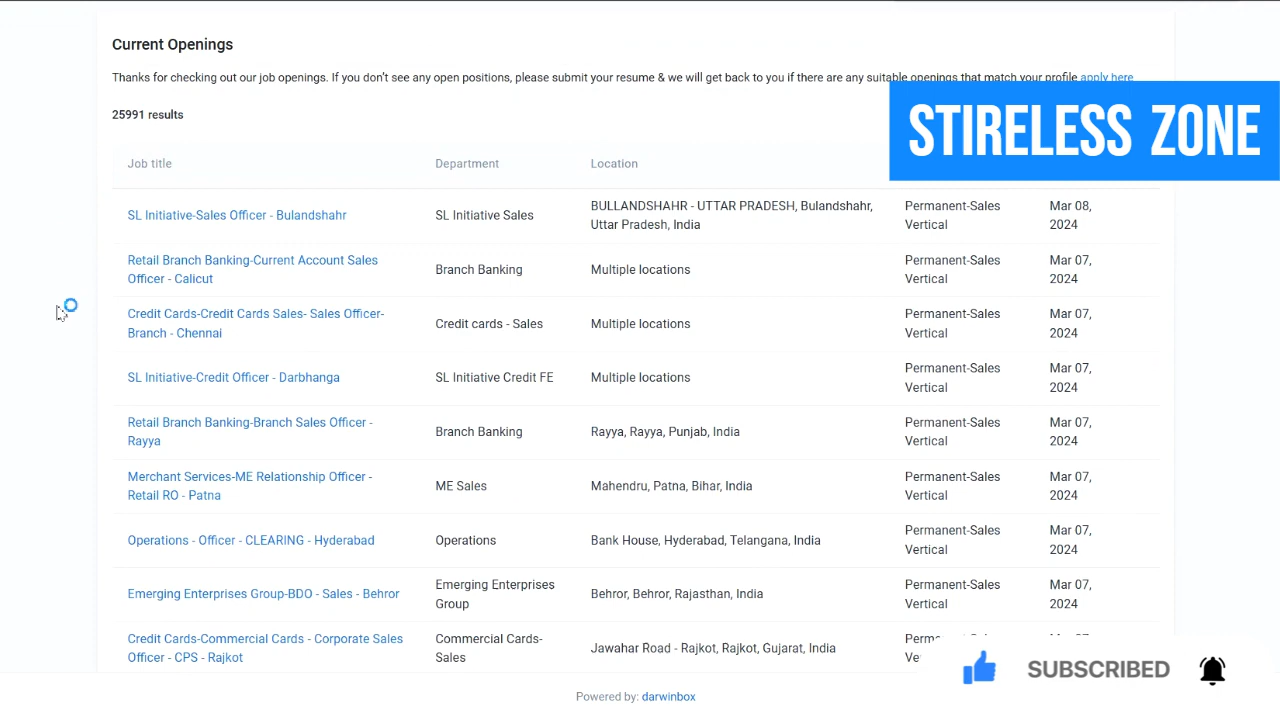 Current Openings
Thanks for checking out our job openings. If you don't see any open positions, please submit your resume & we will get back to you if there are any suitable openings that match your profile apply here
25991 results
STIRELESS ZONE
Job title Department Location
SL Initiative-Sales Officer - Bulandshahr SL Initiative Sales BULLANDSHAHR - UTTAR PRADESH, Bulandshahr, Permanent-Sales Mar 08,
Uttar Pradesh, India Vertical 2024
Retail Branch Banking-Current Account Sales Branch Banking Multiple locations Permanent-Sales Mar 07,
Officer - Calicut Vertical 2024
Credit Cards-Credit Cards Sales- Sales Officer- Credit cards - Sales Multiple locations Permanent-Sales Mar 07,
Branch - Chennai Vertical 2024
SL Initiative-Credit Officer - Darbhanga SL Initiative Credit FE Multiple locations Permanent-Sales Mar 07,
Vertical 2024
Retail Branch Banking-Branch Sales Officer - Branch Banking Rayya, Rayya, Punjab, India Permanent-Sales Mar 07,
Rayya Vertical 2024
Merchant Services-ME Relationship Officer - ME Sales Mahendru, Patna, Bihar, India Permanent-Sales Mar 07,
Retail RO - Patna Vertical 2024
Operations - Officer - CLEARING - Hyderabad Operations Bank House, Hyderabad, Telangana, India Permanent-Sales Mar 07,
Vertical 2024
Emerging Enterprises Group-BDO - Sales - Behror Emerging Enterprises Behror, Behror, Rajasthan, India Permanent-Sales Mar 07,
Group Vertical 2024
Credit Cards-Commercial Cards - Corporate Sales Commercial Cards- Jawahar Road - Rajkot, Rajkot, Gujarat, India
Officer - CPS - Rajkot Sales
SUBSCRIBED
Powered by: darwinbox